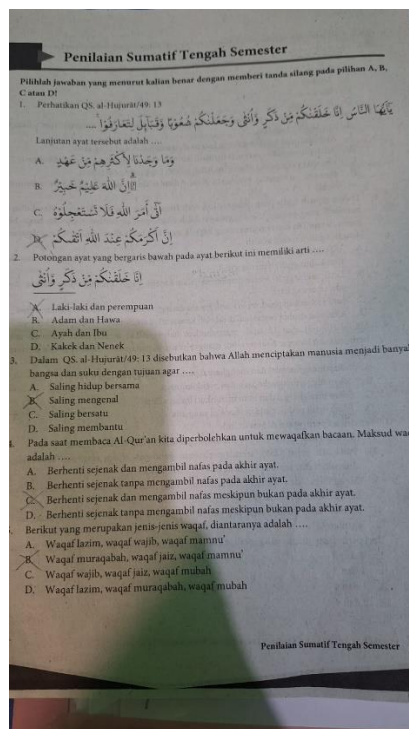 Penilaian Sumatif Tengah Semester
Pilihlah jawaban yang menurut kalian benar dengan memberi tanda silang pada pilihan A, B,
C atau D!
1. Perhatikan QS. al-Hujurāt/49: 13
يٰٓاَيُّهَا النَّاسُ اِنَّا خَلَقْنٰكُمْ مِّنْ ذَكَرٍ وَّاُنْثٰى وَجَعَلْنٰكُمْ شُعُوْبًا وَّقَبَاۤىِٕلَ لِتَعَارَفُوْا ....
Lanjutan ayat tersebut adalah ....
A. وَمَا وَجَدْنَا لِاَكْثَرِهِمْ مِّنْ عَهْدٍ
B. اِنَّ اللّٰهَ عَلِيْمٌ خَبِيْرٌ
C. اَتٰىٓ اَمْرُ اللّٰهِ فَلَا تَسْتَعْجِلُوْهُ
D. اِنَّ اَكْرَمَكُمْ عِنْدَ اللّٰهِ اَتْقٰىكُمْ
2. Potongan ayat yang bergaris bawah pada ayat berikut ini memiliki arti ....
اِنَّا خَلَقْنٰكُمْ مِّنْ ذَكَرٍ وَّاُنْثٰى
A. Laki-laki dan perempuan
B. Adam dan Hawa
C. Ayah dan Ibu
D. Kakek dan Nenek
3. Dalam QS. al-Hujurāt/49: 13 disebutkan bahwa Allah menciptakan manusia menjadi banya
bangsa dan suku dengan tujuan agar ....
A. Saling hidup bersama
B. Saling mengenal
C. Saling bersatu
D. Saling membantu
Pada saat membaca Al-Qur'an kita diperbolehkan untuk mewaqafkan bacaan. Maksud wa
adalah ....
A. Berhenti sejenak dan mengambil nafas pada akhir ayat.
B. Berhenti sejenak tanpa mengambil nafas pada akhir ayat.
C. Berhenti sejenak dan mengambil nafas meskipun bukan pada akhir ayat.
D. Berhenti sejenak tanpa mengambil nafas meskipun bukan pada akhir ayat.
Berikut yang merupakan jenis-jenis waqaf, diantaranya adalah ....
A. Waqaf lazim, waqaf wajib, waqaf mamnu'
B. Waqaf muraqabah, waqaf jaiz, waqaf mamnu'
C. Waqaf wajib, waqaf jaiz, waqaf mubah
D. Waqaf lazim, waqaf muraqabah, waqaf mubah
Penilaian Sumatif Tengah Semester